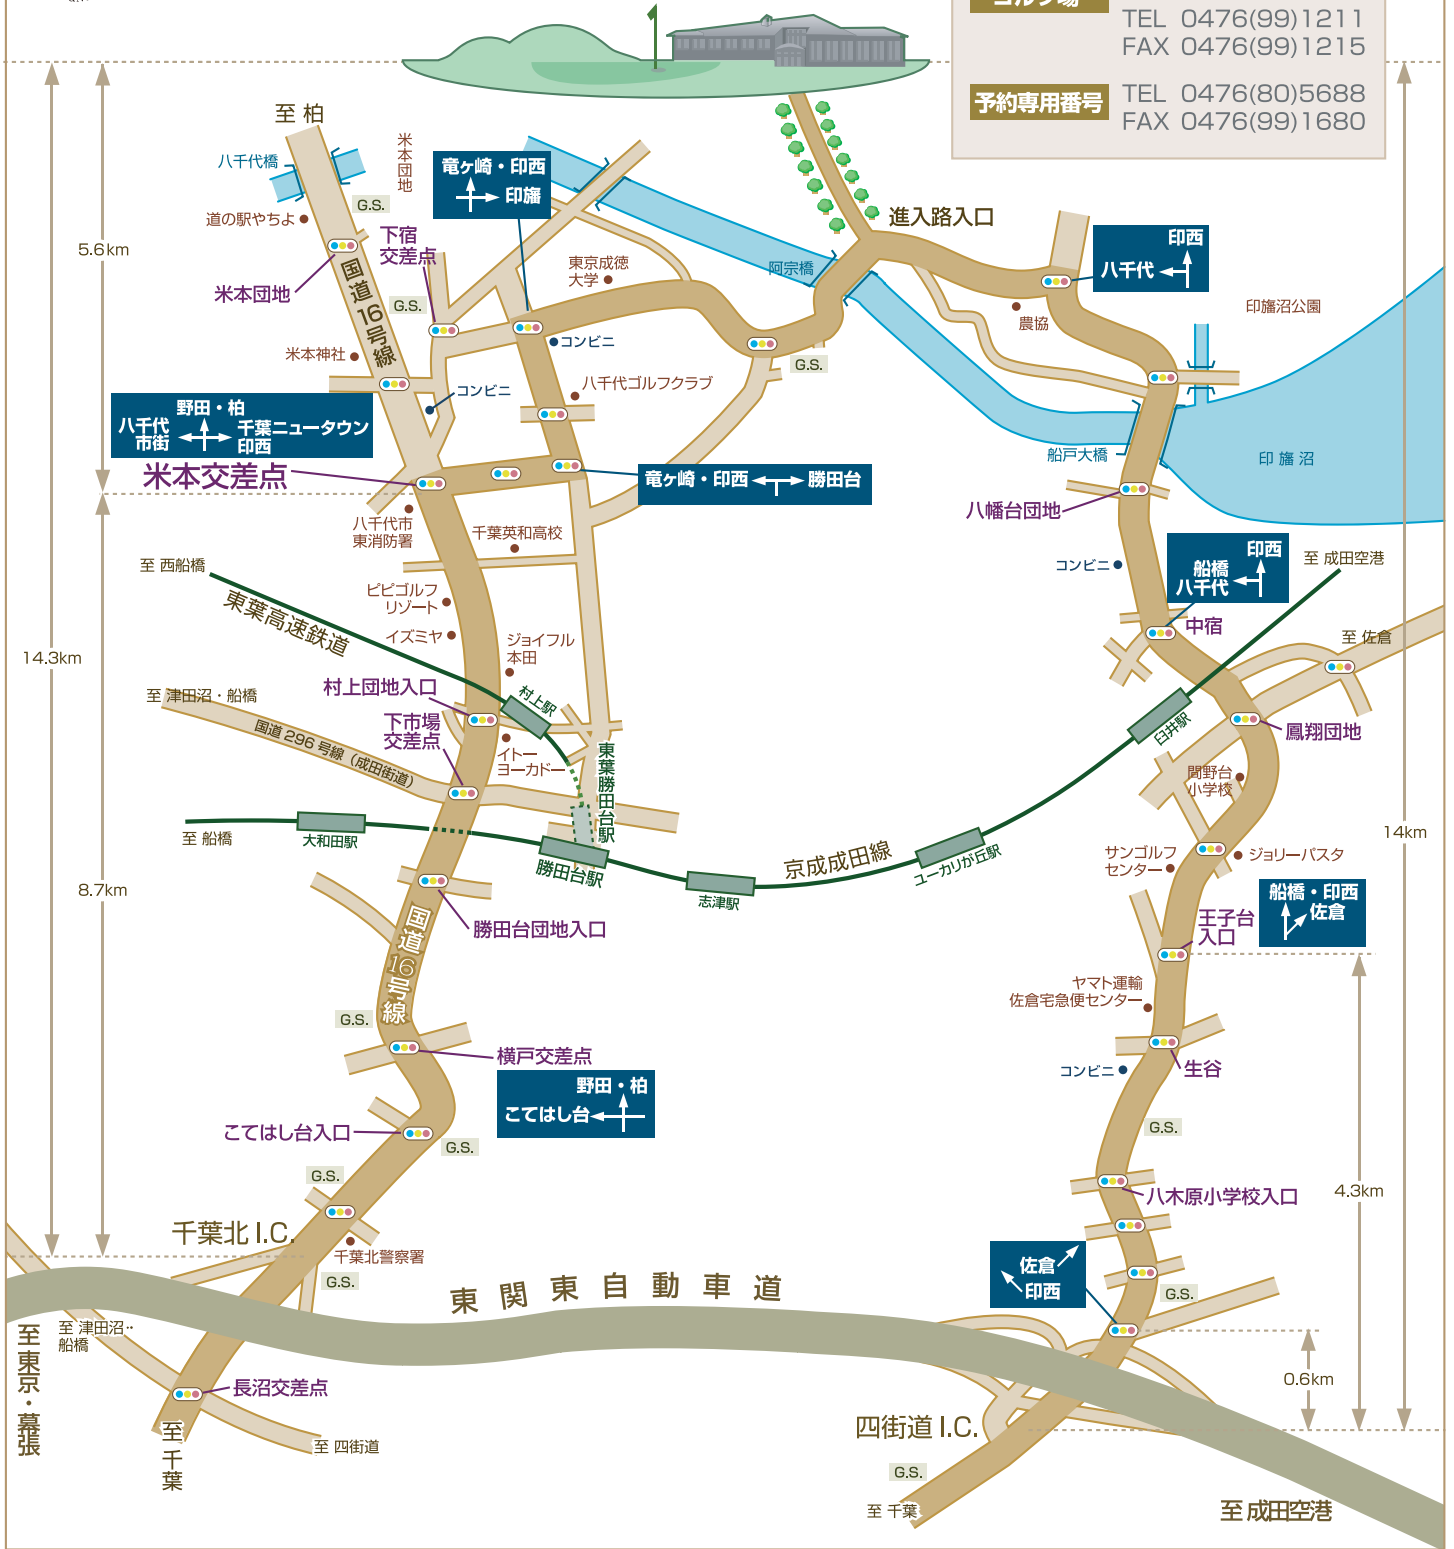 TEL 0476(99)1211
FAX 0476(99)1215
予約専用番号
TEL 0476(80)5688
FAX 0476(99)1680
至 柏
八千代橋
米本団地
道の駅やちよ
G.S.
竜ヶ崎・印西
印旛
進入路入口
5.6km
下宿
交差点
国道16号線
米本団地
G.S.
東京成徳
大学
阿宗橋
印西
八千代
農協
印旛沼公園
米本神社
コンビニ
コンビニ
八千代ゴルフクラブ
G.S.
野田・柏
八千代
市街
千葉ニュータウン
印西
米本交差点
竜ヶ崎・印西
勝田台
船戸大橋
印旛沼
八幡台団地
八千代市
東消防署
千葉英和高校
至 西船橋
東葉高速鉄道
ピピゴルフ
リゾート
イズミヤ
ジョイフル
本田
コンビニ
印西
船橋
八千代
至 成田空港
中宿
至 佐倉
14.3km
村上団地入口
村上駅
至 津田沼・船橋
下市場
交差点
国道296号線（成田街道）
イトー
ヨーカドー
東葉勝田台駅
臼井駅
鳳翔団地
間野台
小学校
14km
至 船橋
大和田駅
勝田台駅
志津駅
京成成田線
ユーカリが丘駅
サンゴルフ
センター
ジョリーパスタ
8.7km
勝田台団地入口
国道16号線
船橋・印西
佐倉
王子台
入口
ヤマト運輸
佐倉宅急便センター
G.S.
横戸交差点
野田・柏
こてはし台
コンビニ
生谷
こてはし台入口
G.S.
G.S.
G.S.
八木原小学校入口
4.3km
千葉北 I.C.
千葉北警察署
G.S.
佐倉
印西
G.S.
東関東自動車道
至 東京・幕張
至 津田沼・
船橋
長沼交差点
至 千葉
至 四街道
0.6km
四街道 I.C.
G.S.
至 千葉
至 成田空港